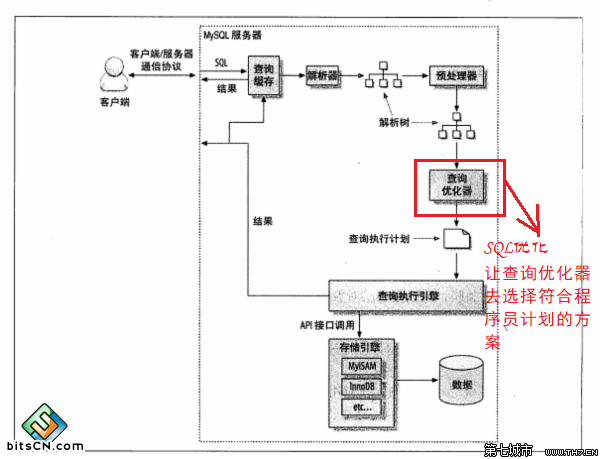 MySQL 服务器
客户端/服务器
通信协议
客户端
SQL
结果
查询
缓存
解析器
预处理器
解析树
查询
优化器
结果
查询执行计划
SQL优化
让查询优化器
去选择符合程
序员计划的方
案
查询执行引擎
API 接口调用
存储引擎
MyISAM
InnoDB
etc...
数据
bitsCN.com
第七城市 WWW.TH7.CN